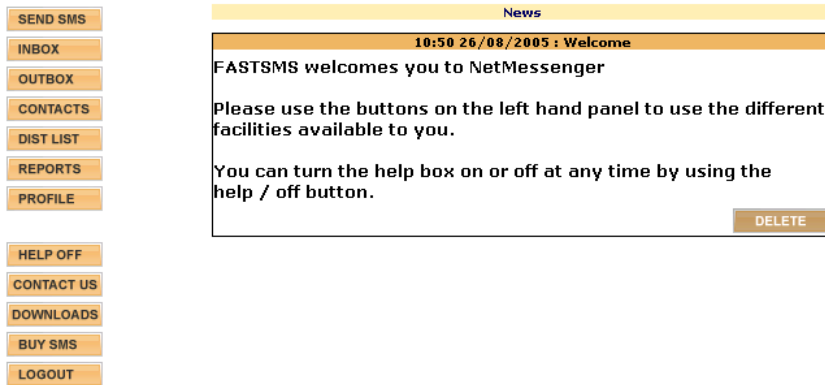 SEND SMS
INBOX
OUTBOX
CONTACTS
DIST LIST
REPORTS
PROFILE
HELP OFF
CONTACT US
DOWNLOADS
BUY SMS
LOGOUT
News
10:50 26/08/2005 : Welcome
FASTSMS welcomes you to NetMessenger
Please use the buttons on the left hand panel to use the different
facilities available to you.
You can turn the help box on or off at any time by using the
help / off button.
DELETE